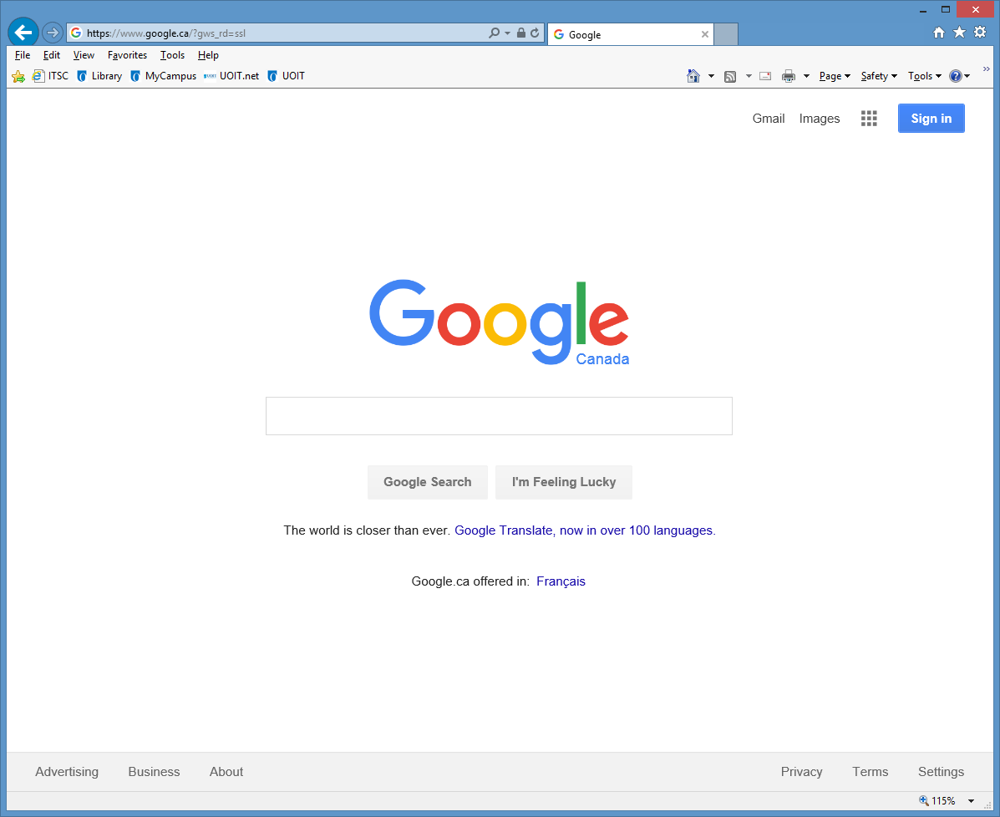 https://www.google.ca/?gws_rd=ssl Google
File Edit View Favorites Tools Help
ITSC Library MyCampus UOIT.net UOIT Page Safety Tools
Gmail Images Sign in
Google
Canada
Google Search I'm Feeling Lucky
The world is closer than ever. Google Translate, now in over 100 languages.
Google.ca offered in: Français
Advertising Business About Privacy Terms Settings
115%